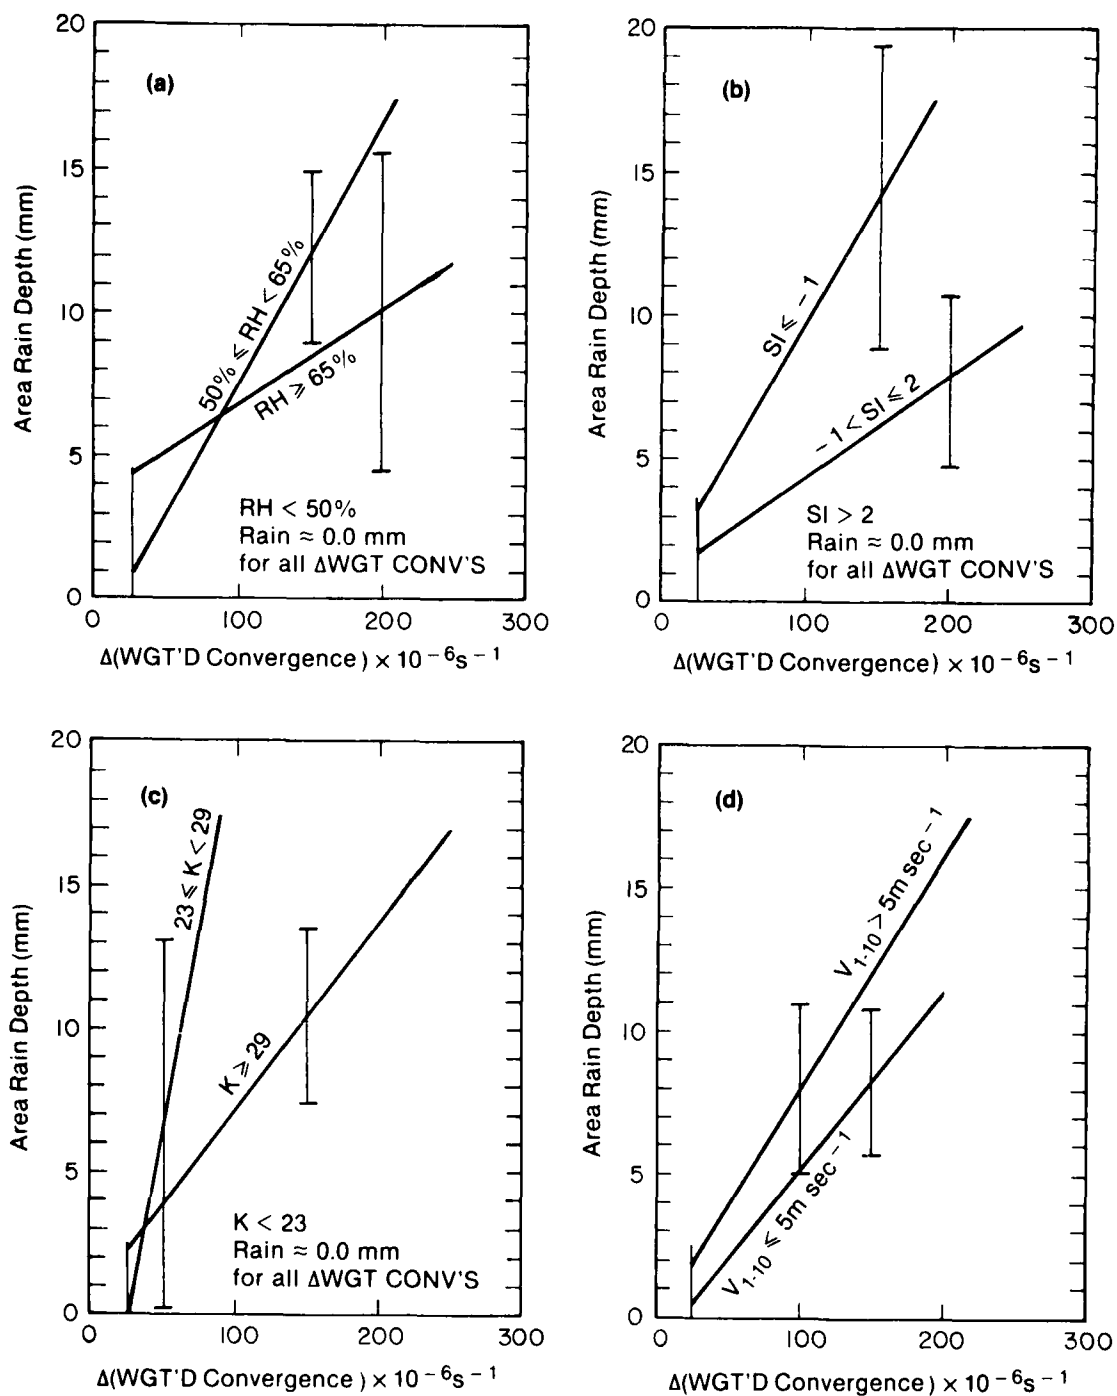 (a)
20
15
10
5
0
Area Rain Depth (mm)
50% ≤ RH < 65%
RH ≥ 65%
RH < 50%
Rain ≈ 0.0 mm
for all ΔWGT CONV'S
0 100 200 300
Δ(WGT'D Convergence) × 10⁻⁶s⁻¹
(b)
20
15
10
5
0
Area Rain Depth (mm)
SI ≤ −1
−1 < SI ≤ 2
SI > 2
Rain ≈ 0.0 mm
for all ΔWGT CONV'S
0 100 200 300
Δ(WGT'D Convergence) × 10⁻⁶s⁻¹
(c)
20
15
10
5
0
Area Rain Depth (mm)
23 ≤ K < 29
K ≥ 29
K < 23
Rain ≈ 0.0 mm
for all ΔWGT CONV'S
0 100 200 300
Δ(WGT'D Convergence) × 10⁻⁶s⁻¹
(d)
20
15
10
5
0
Area Rain Depth (mm)
V₁₋₁₀ > 5m sec⁻¹
V₁₋₁₀ ≤ 5m sec⁻¹
0 100 200 300
Δ(WGT'D Convergence) × 10⁻⁶s⁻¹